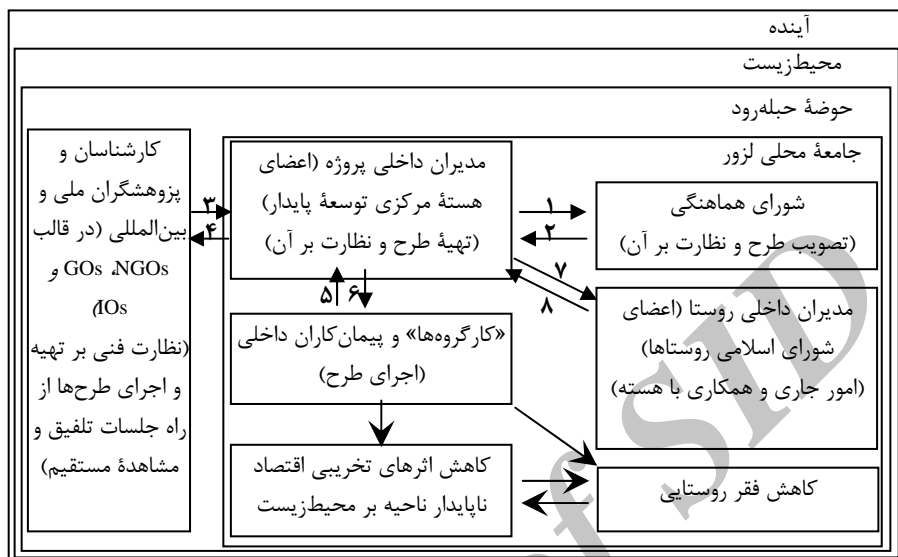 آینده
محیط‌زیست
حوضهٔ حبله‌رود
جامعهٔ محلی لزور
کارشناسان و
پزوهشگران ملی و
بین‌المللی (در قالب
NGOs، GOs و
IOs)
(نظارت فنی بر تهیه
و اجرای طرح‌ها از
راه جلسات تلفیق و
مشاهدهٔ مستقیم)
مدیران داخلی پروژه (اعضای
هستهٔ مرکزی توسعهٔ پایدار)
(تهیهٔ طرح و نظارت بر آن)
شورای هماهنگی
(تصویب طرح و نظارت بر آن)
۱
۲
۳
۴
۵
۶
۷
۸
مدیران داخلی روستا (اعضای
شورای اسلامی روستاها)
(امور جاری و همکاری با هسته)
«کارگروه‌ها» و پیمان‌کاران داخلی
(اجرای طرح)
کاهش اثرهای تخریبی اقتصاد
ناپایدار ناحیه بر محیط‌زیست
کاهش فقر روستایی
of SID